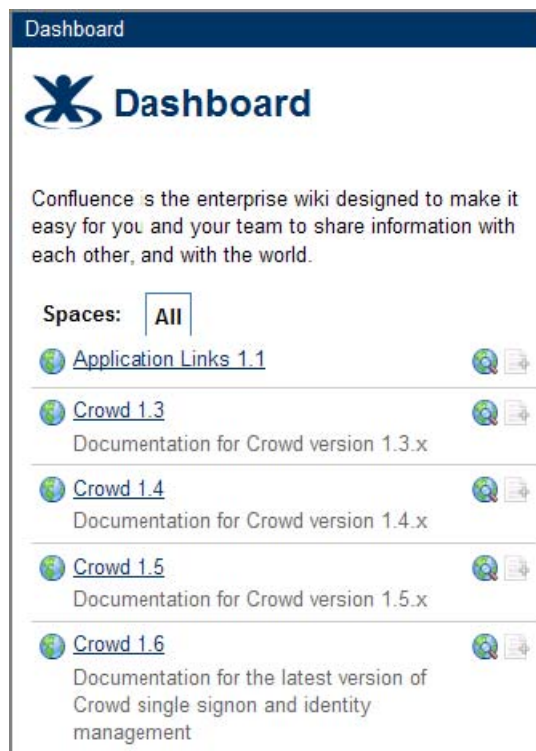 Dashboard
Dashboard
Confluence is the enterprise wiki designed to make it
easy for you and your team to share information with
each other, and with the world.
Spaces: All
Application Links 1.1
Crowd 1.3
Documentation for Crowd version 1.3.x
Crowd 1.4
Documentation for Crowd version 1.4.x
Crowd 1.5
Documentation for Crowd version 1.5.x
Crowd 1.6
Documentation for the latest version of
Crowd single signon and identity
management